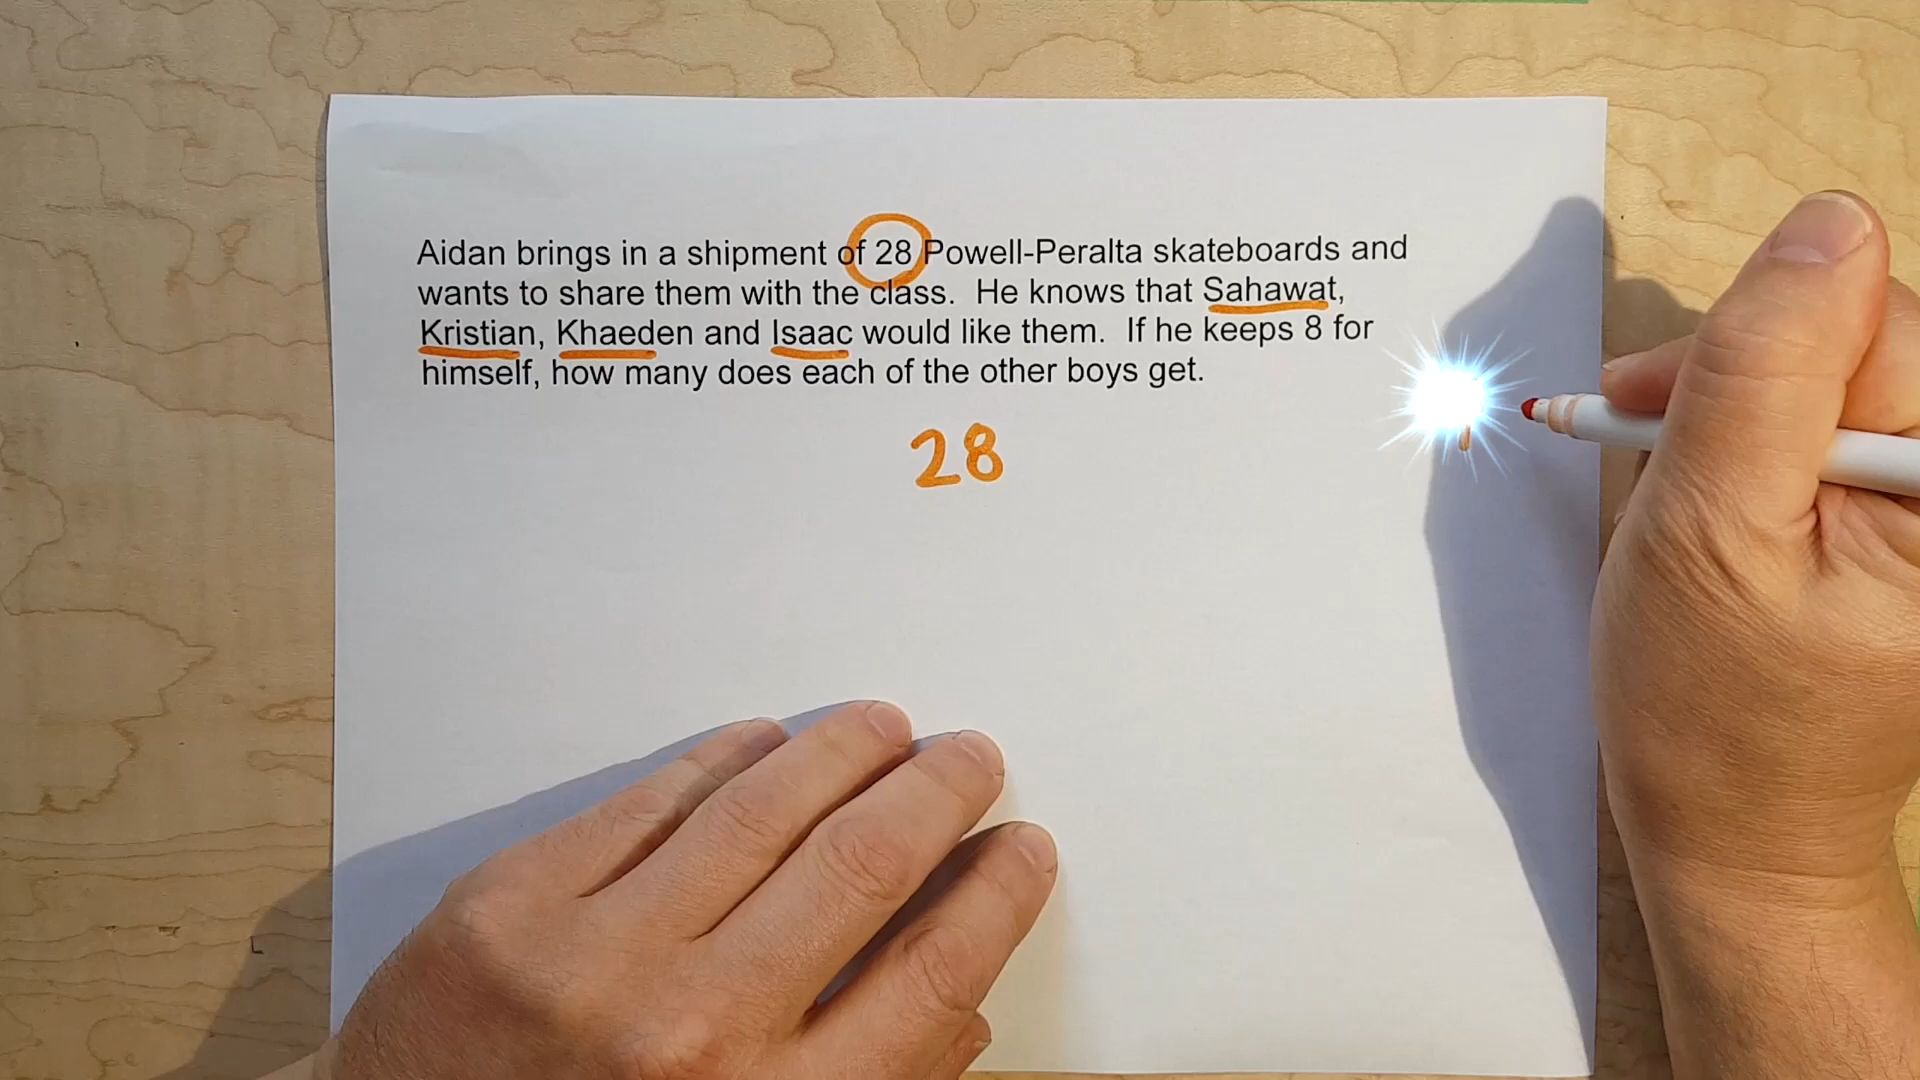 Aidan brings in a shipment of 28 Powell-Peralta skateboards and
wants to share them with the class. He knows that Sahawat,
Kristian, Khaeden and Isaac would like them. If he keeps 8 for
himself, how many does each of the other boys get.
28